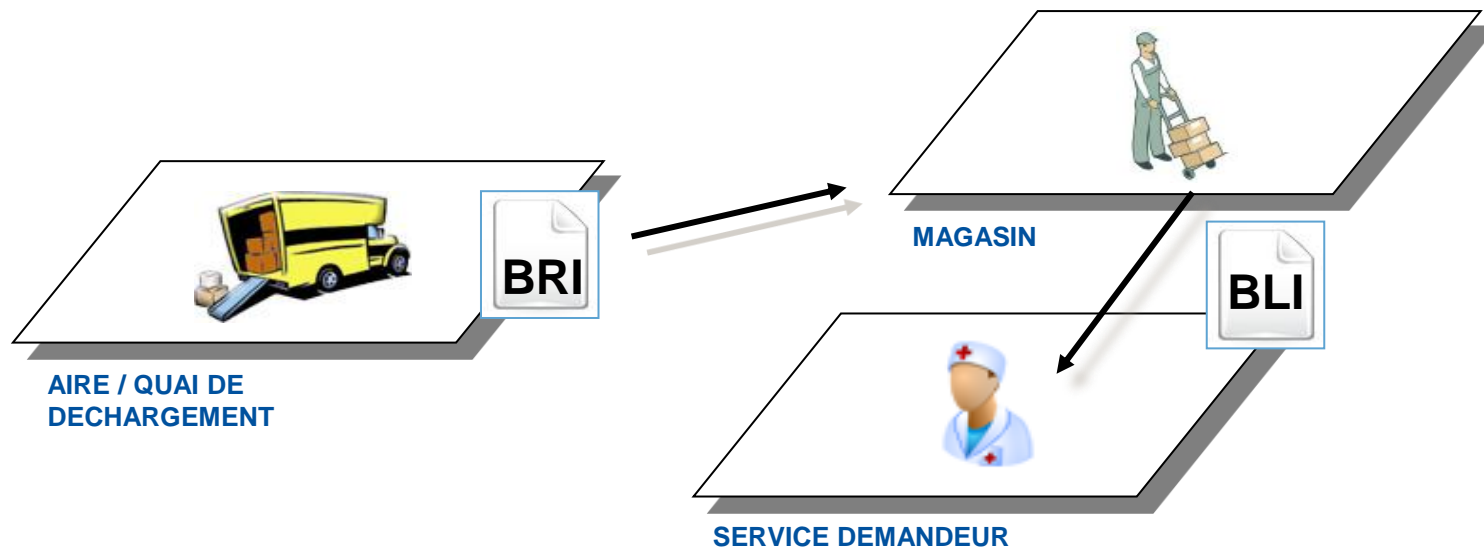 BRI
MAGASIN
BLI
AIRE / QUAI DE
DECHARGEMENT
SERVICE DEMANDEUR